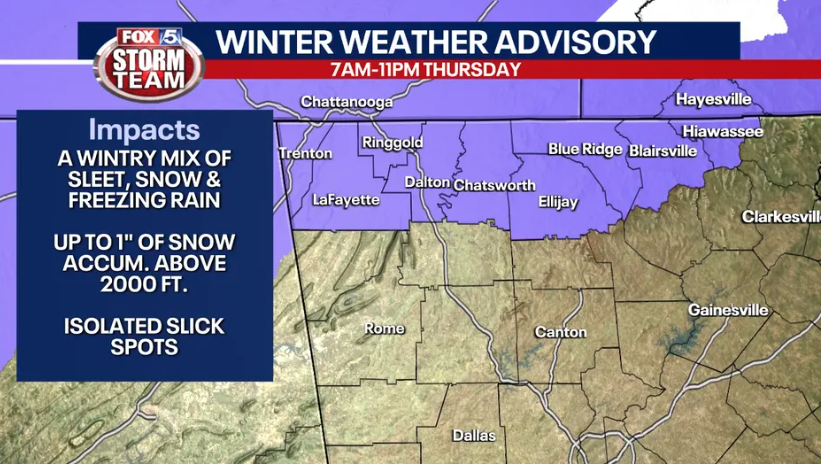 FOX 5
STORM
TEAM
WINTER WEATHER ADVISORY
7AM-11PM THURSDAY
Impacts
A WINTRY MIX OF
SLEET, SNOW &
FREEZING RAIN
UP TO 1" OF SNOW
ACCUM. ABOVE
2000 FT.
ISOLATED SLICK
SPOTS
Chattanooga
Hayesville
Hiawassee
Ringgold
Trenton
Blue Ridge
Blairsville
Dalton
Chatsworth
LaFayette
Ellijay
Clarkesvill
Gainesville
Rome
Canton
Dallas